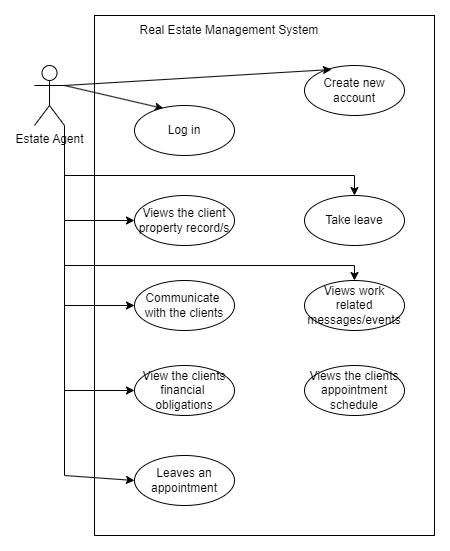 Real Estate Management System
Create new
account
Log in
Estate Agent
Views the client
property record/s
Take leave
Communicate
with the clients
Views work
related
messages/events
View the clients
financial
obligations
Views the clients
appointment
schedule
Leaves an
appointment